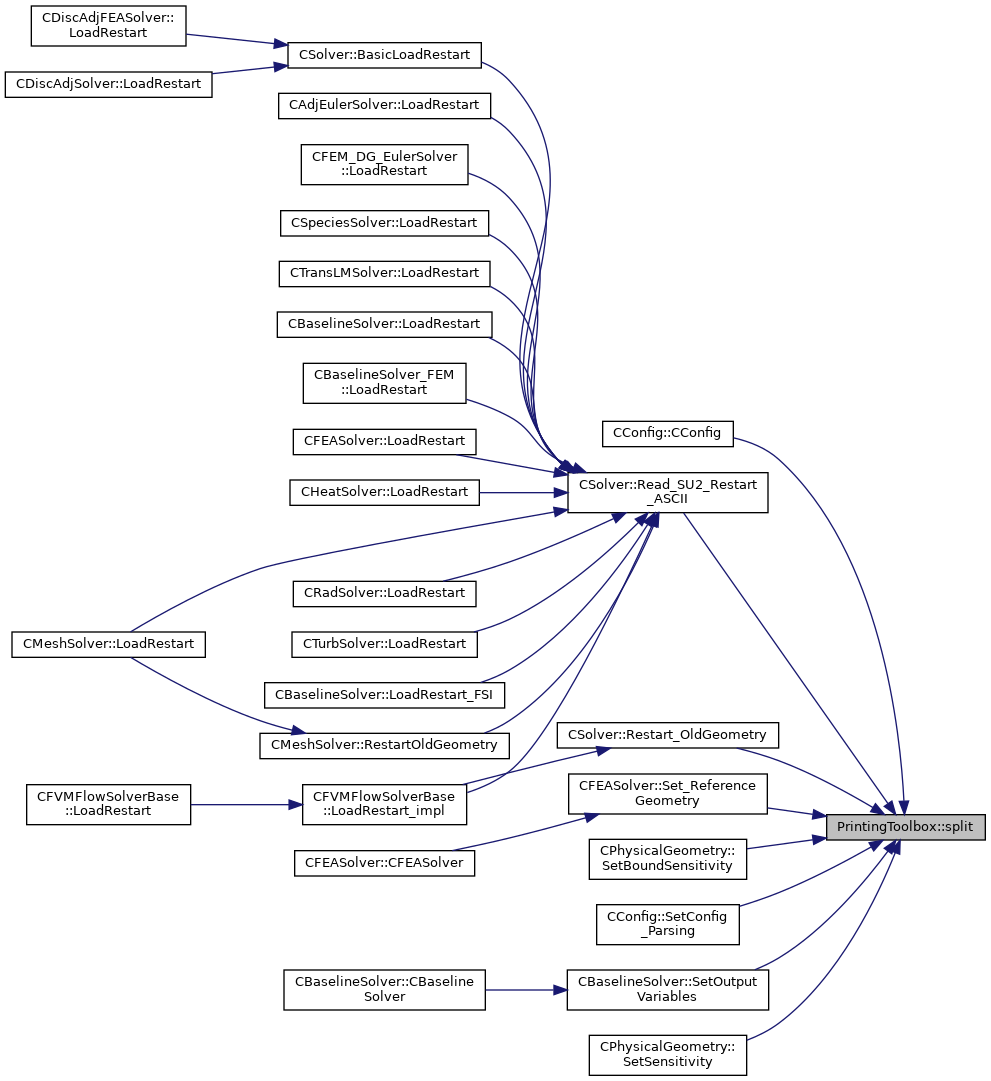 CDiscAdjFEASolver::
LoadRestart
CSolver::BasicLoadRestart
CDiscAdjSolver::LoadRestart
CAdjEulerSolver::LoadRestart
CFEM_DG_EulerSolver
::LoadRestart
CSpeciesSolver::LoadRestart
CTransLMSolver::LoadRestart
CBaselineSolver::LoadRestart
CBaselineSolver_FEM
::LoadRestart
CConfig::CConfig
CFEASolver::LoadRestart
CSolver::Read_SU2_Restart
_ASCII
CHeatSolver::LoadRestart
CRadSolver::LoadRestart
CMeshSolver::LoadRestart
CTurbSolver::LoadRestart
CBaselineSolver::LoadRestart_FSI
CSolver::Restart_OldGeometry
CMeshSolver::RestartOldGeometry
CFEASolver::Set_Reference
Geometry
CFVMFlowSolverBase
::LoadRestart
CFVMFlowSolverBase
::LoadRestart_impl
PrintingToolbox::split
CPhysicalGeometry::
SetBoundSensitivity
CFEASolver::CFEASolver
CConfig::SetConfig
_Parsing
CBaselineSolver::CBaseline
Solver
CBaselineSolver::SetOutput
Variables
CPhysicalGeometry::
SetSensitivity